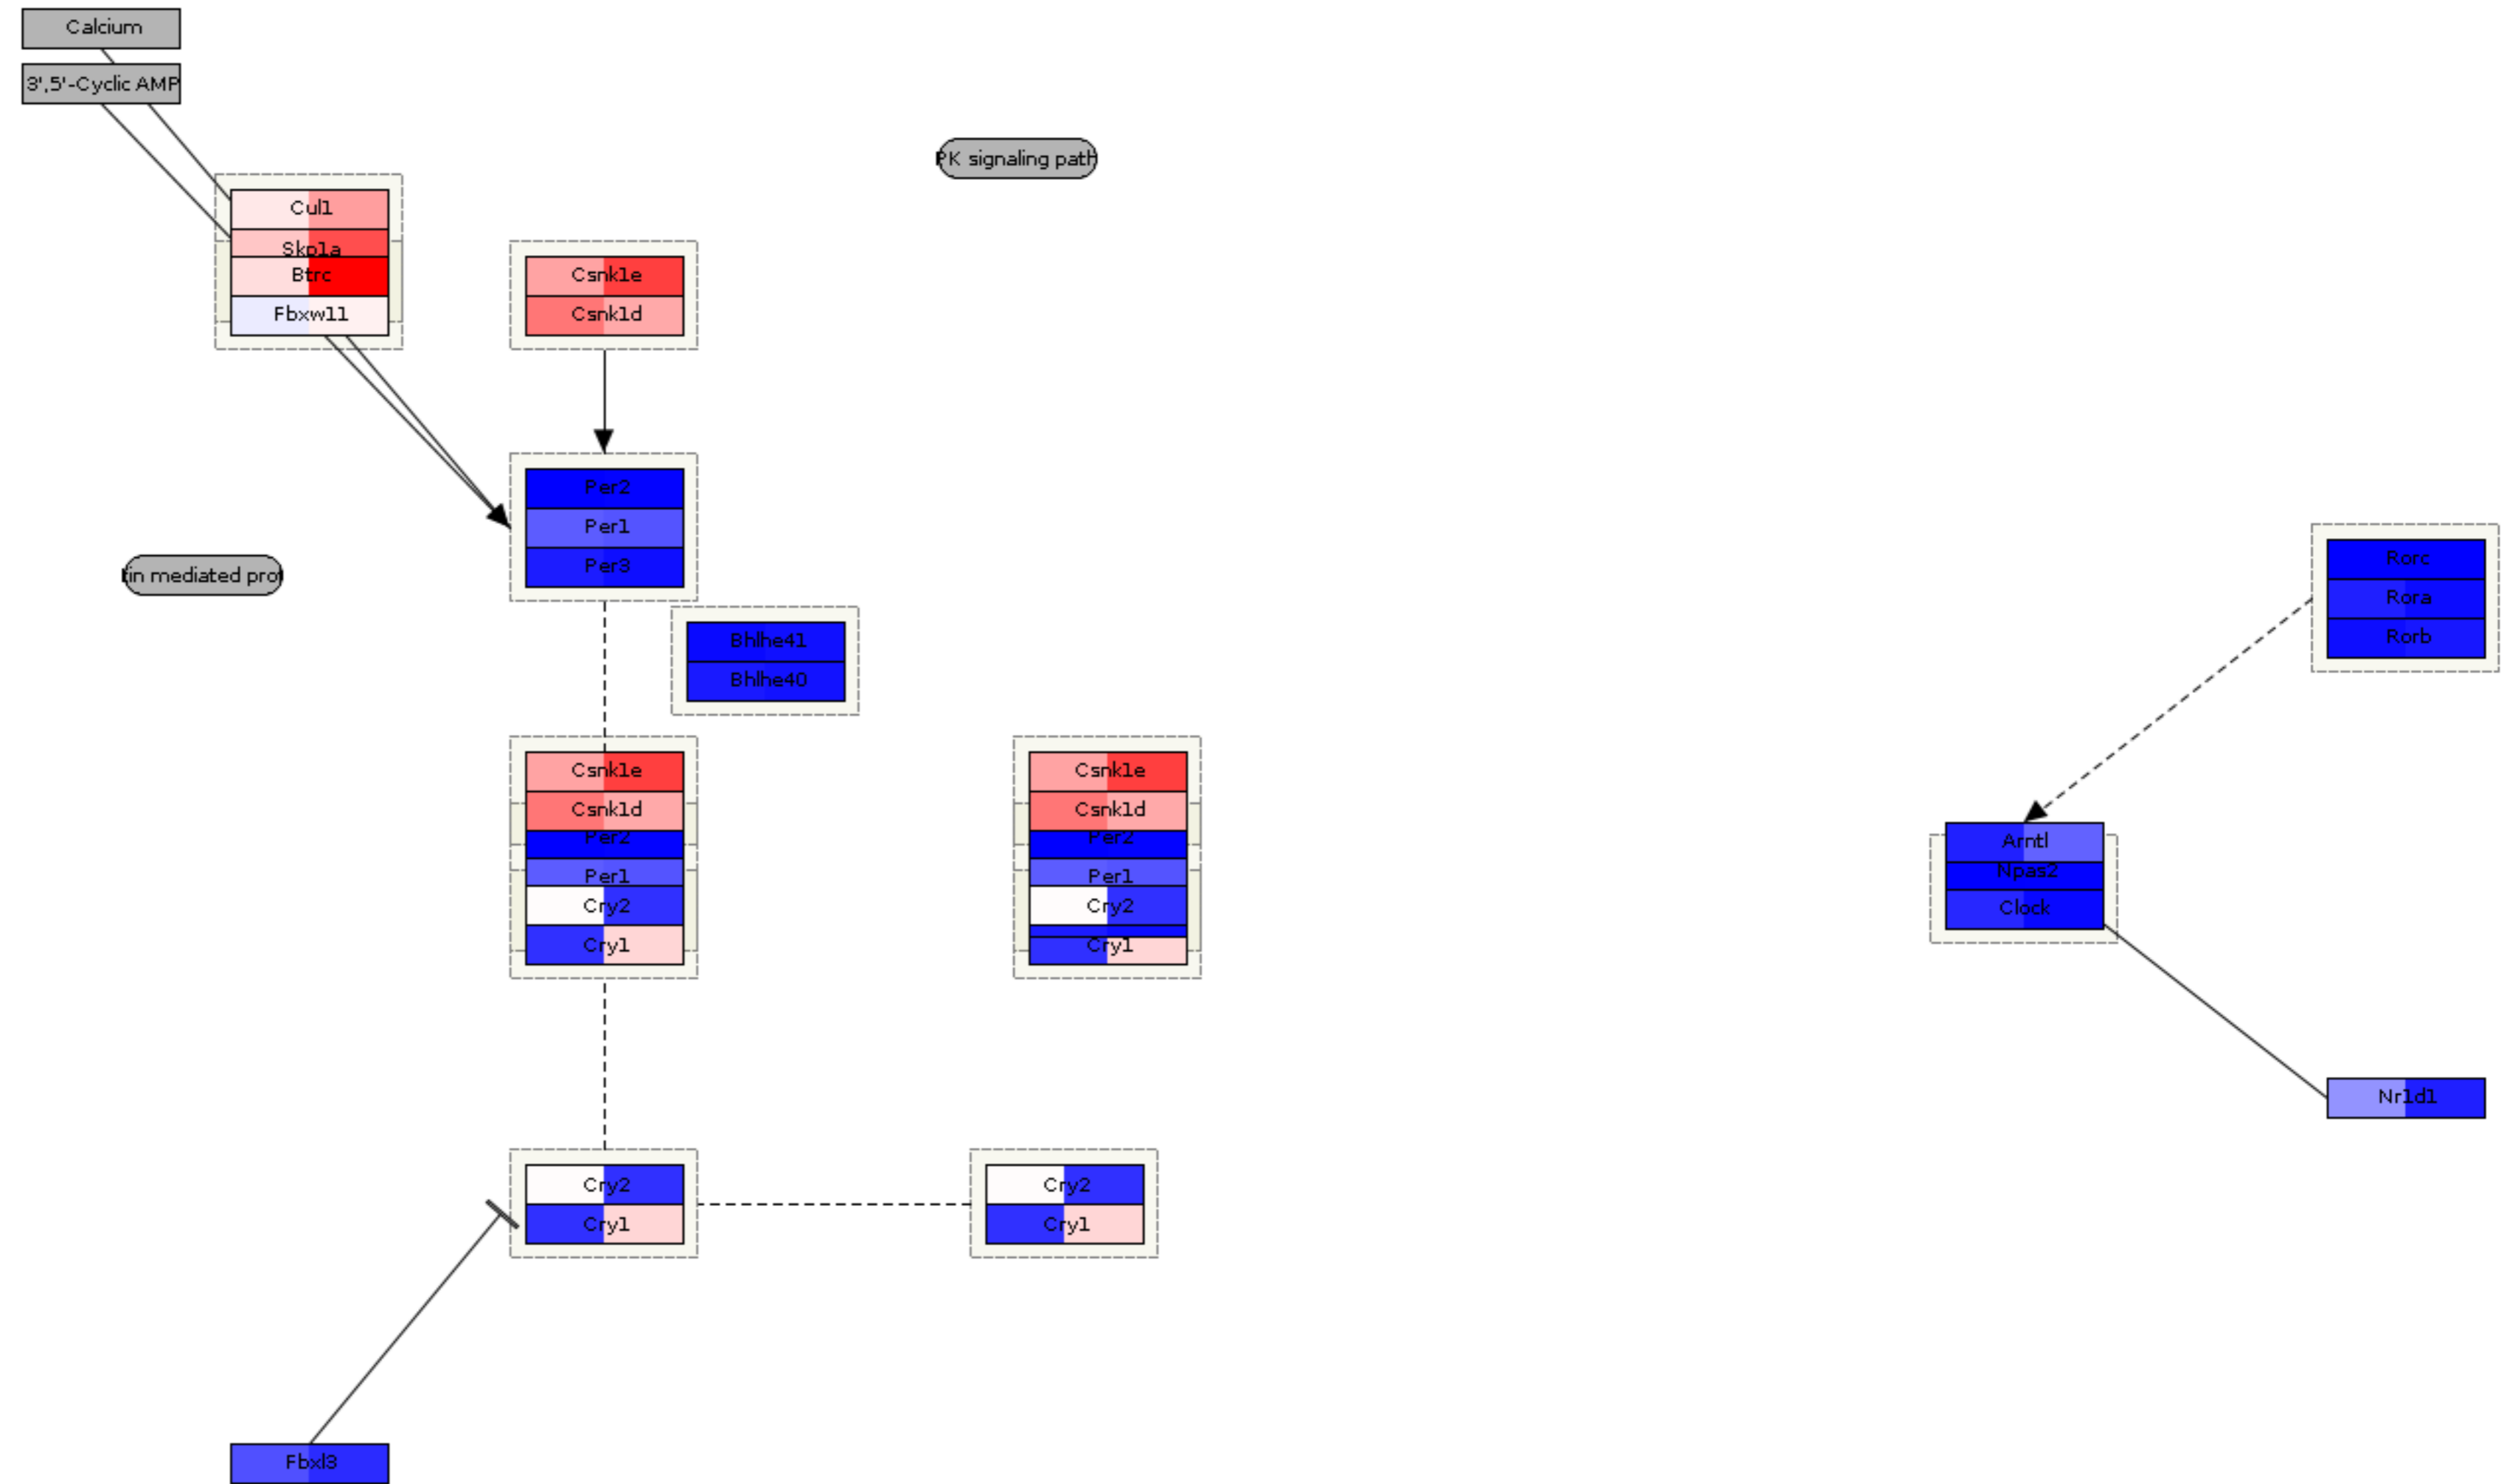 Calcium
3',5'-Cyclic AMP
PK signaling path
Cul1
Skp1a
Btrc
Fbxw11
Csnk1e
Csnk1d
Per2
Per1
Per3
tin mediated prot
Bhlhe41
Bhlhe40
Rorc
Rora
Rorb
Csnk1e
Csnk1d
Per2
Per1
Cry2
Cry1
Csnk1e
Csnk1d
Per2
Per1
Cry2
Cry1
Arntl
Npas2
Clock
Nr1d1
Cry2
Cry1
Cry2
Cry1
Fbxl3